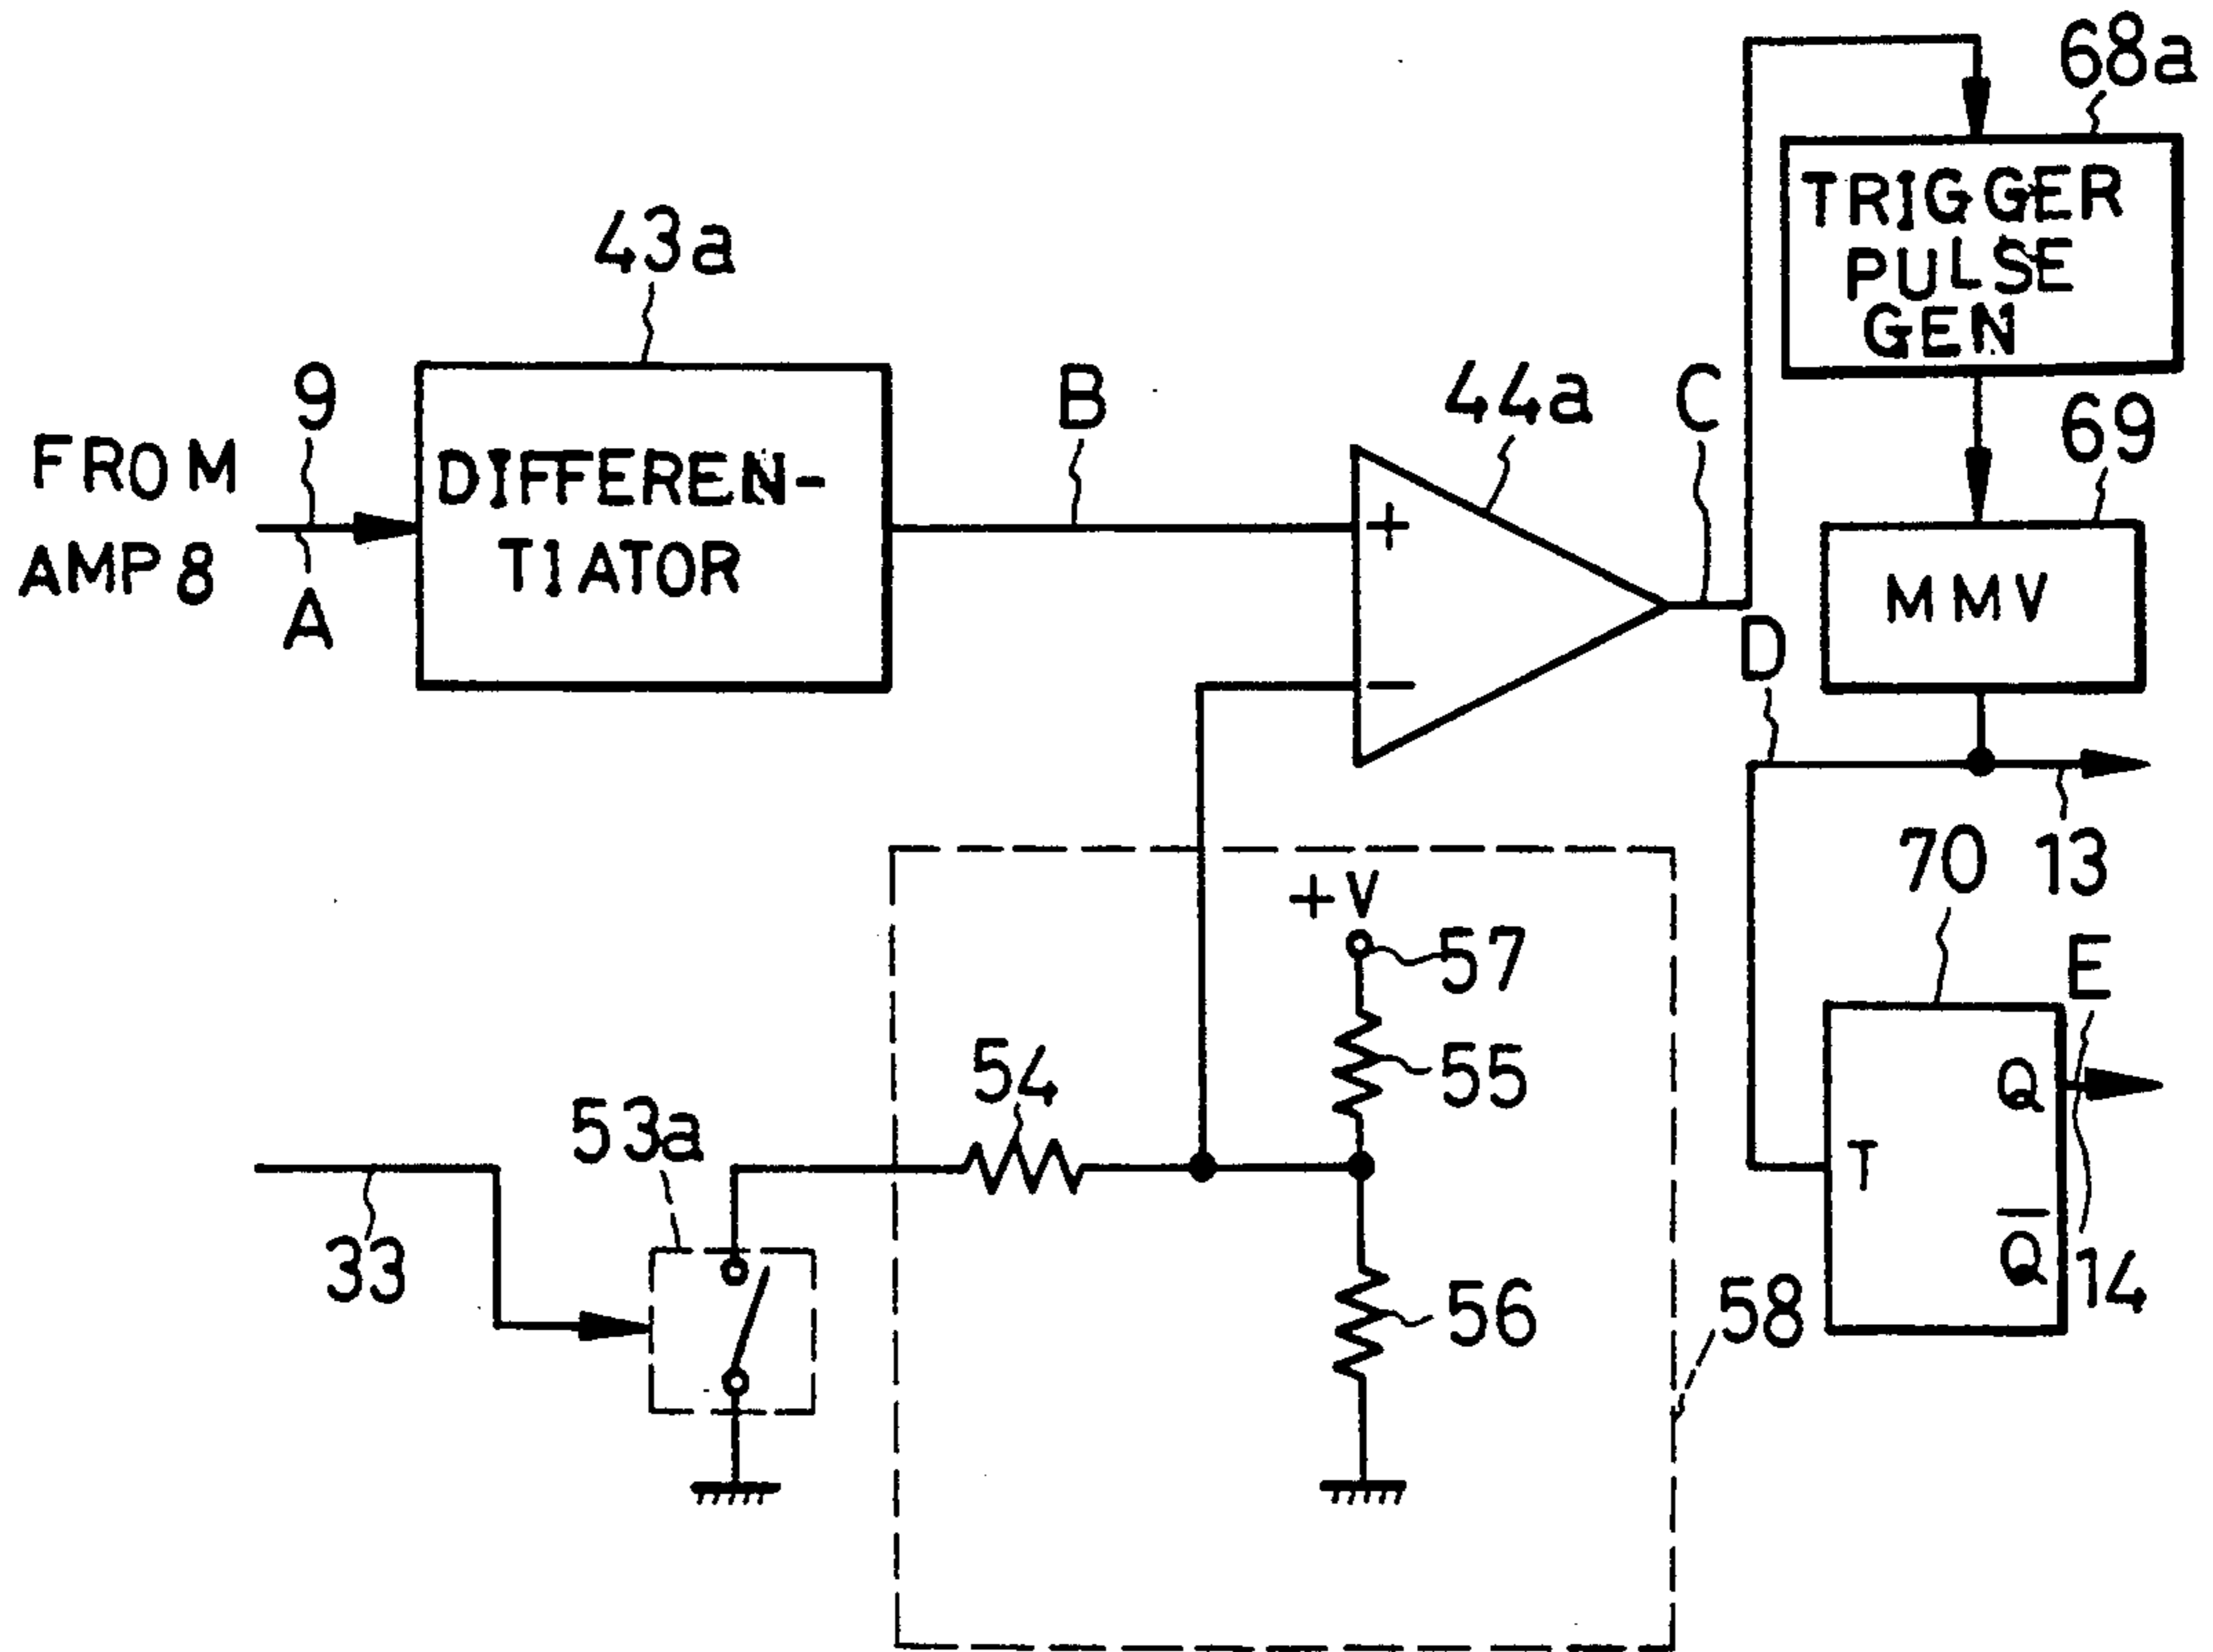 68a
TRIGGER
PULSE
GEN
43a
9
B
44a
C
69
FROM
AMP 8
DIFFEREN-
TIATOR
+
MMV
A
D
−
70
13
+V
57
E
54
55
Q
53a
T
33
56
58
Q̅
14